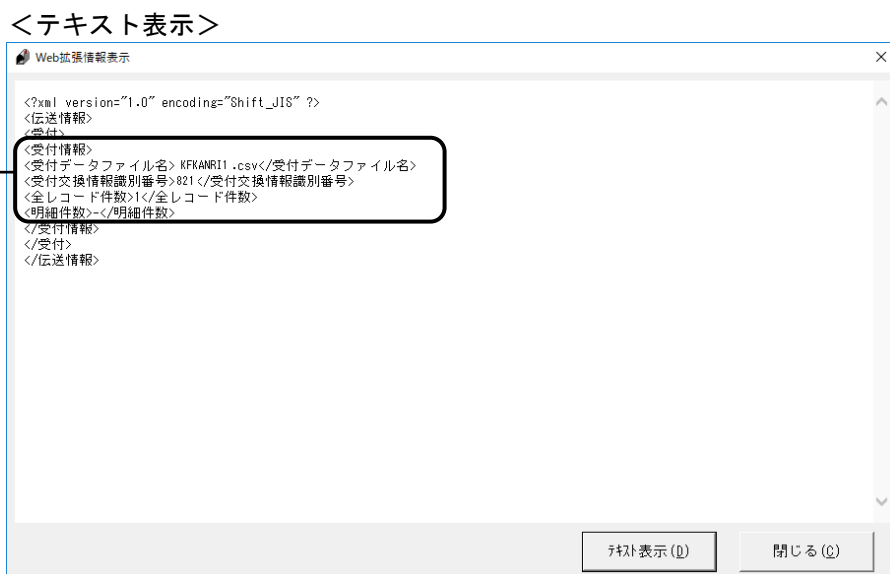 ＜テキスト表示＞
Web拡張情報表示
<?xml version="1.0" encoding="Shift_JIS" ?>
<伝送情報>
<受付>
<受付情報>
<受付データファイル名>KFKANRI1.csv</受付データファイル名>
<受付交換情報識別番号>821</受付交換情報識別番号>
<全レコード件数>1</全レコード件数>
<明細件数>-</明細件数>
</受付情報>
</受付>
</伝送情報>
ﾃｷｽﾄ表示(D) 閉じる(C)